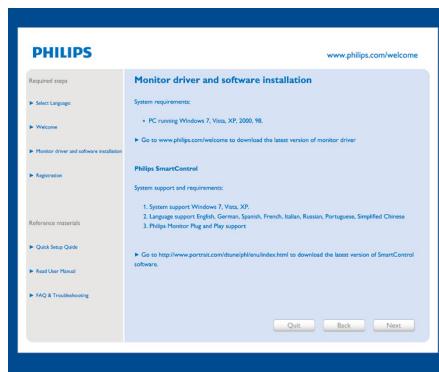 PHILIPS
www.philips.com/welcome
Required steps
► Select Language
► Welcome
► Monitor driver and software installation
► Registration
Reference materials
► Quick Setup Guide
► Read User Manual
► FAQ & Troubleshooting
Monitor driver and software installation
System requirements:
• PC running Windows 7, Vista, XP, 2000, 98.
► Go to www.philips.com/welcome to download the latest version of monitor driver
Philips SmartControl
System support and requirements:
1. System support Windows 7, Vista, XP.
2. Language support English, German, Spanish, French, Italian, Russian, Portuguese, Simplified Chinese
3. Philips Monitor Plug and Play support
► Go to http://www.portrait.com/dtune/phl/enu/index.html to download the latest version of SmartControl
software.
Quit
Back
Next